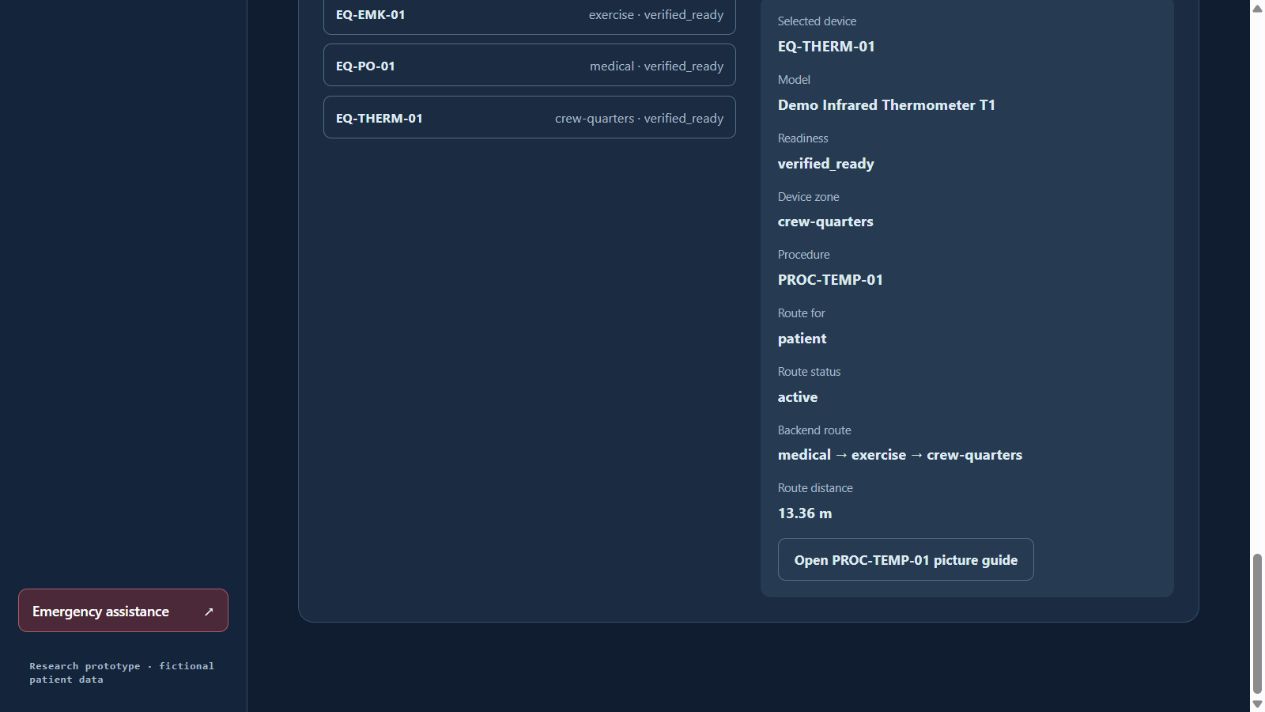 EQ-EMK-01 exercise · verified_ready
EQ-PO-01 medical · verified_ready
EQ-THERM-01 crew-quarters · verified_ready
Selected device
EQ-THERM-01
Model
Demo Infrared Thermometer T1
Readiness
verified_ready
Device zone
crew-quarters
Procedure
PROC-TEMP-01
Route for
patient
Route status
active
Backend route
medical → exercise → crew-quarters
Route distance
13.36 m
Open PROC-TEMP-01 picture guide
Emergency assistance ↗
Research prototype · fictional
patient data